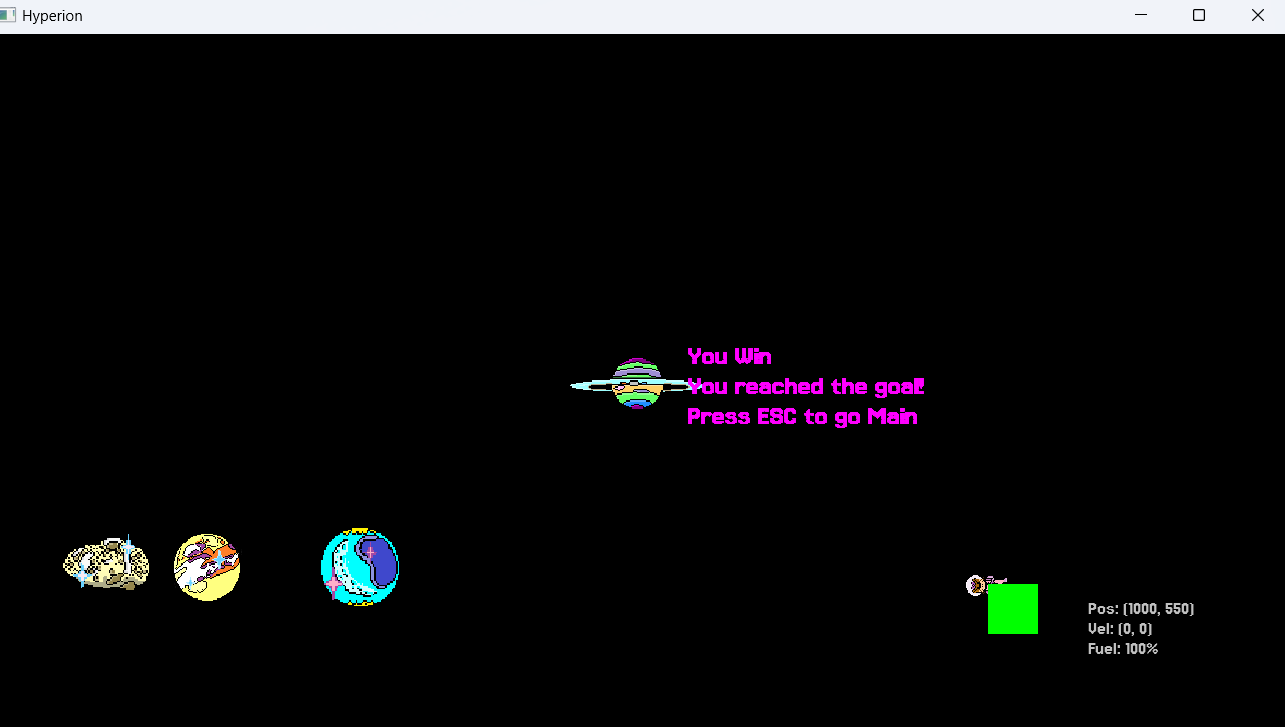 Hyperion
You Win
You reached the goal!
Press ESC to go Main
Pos: (1000, 550)
Vel: (0, 0)
Fuel: 100%